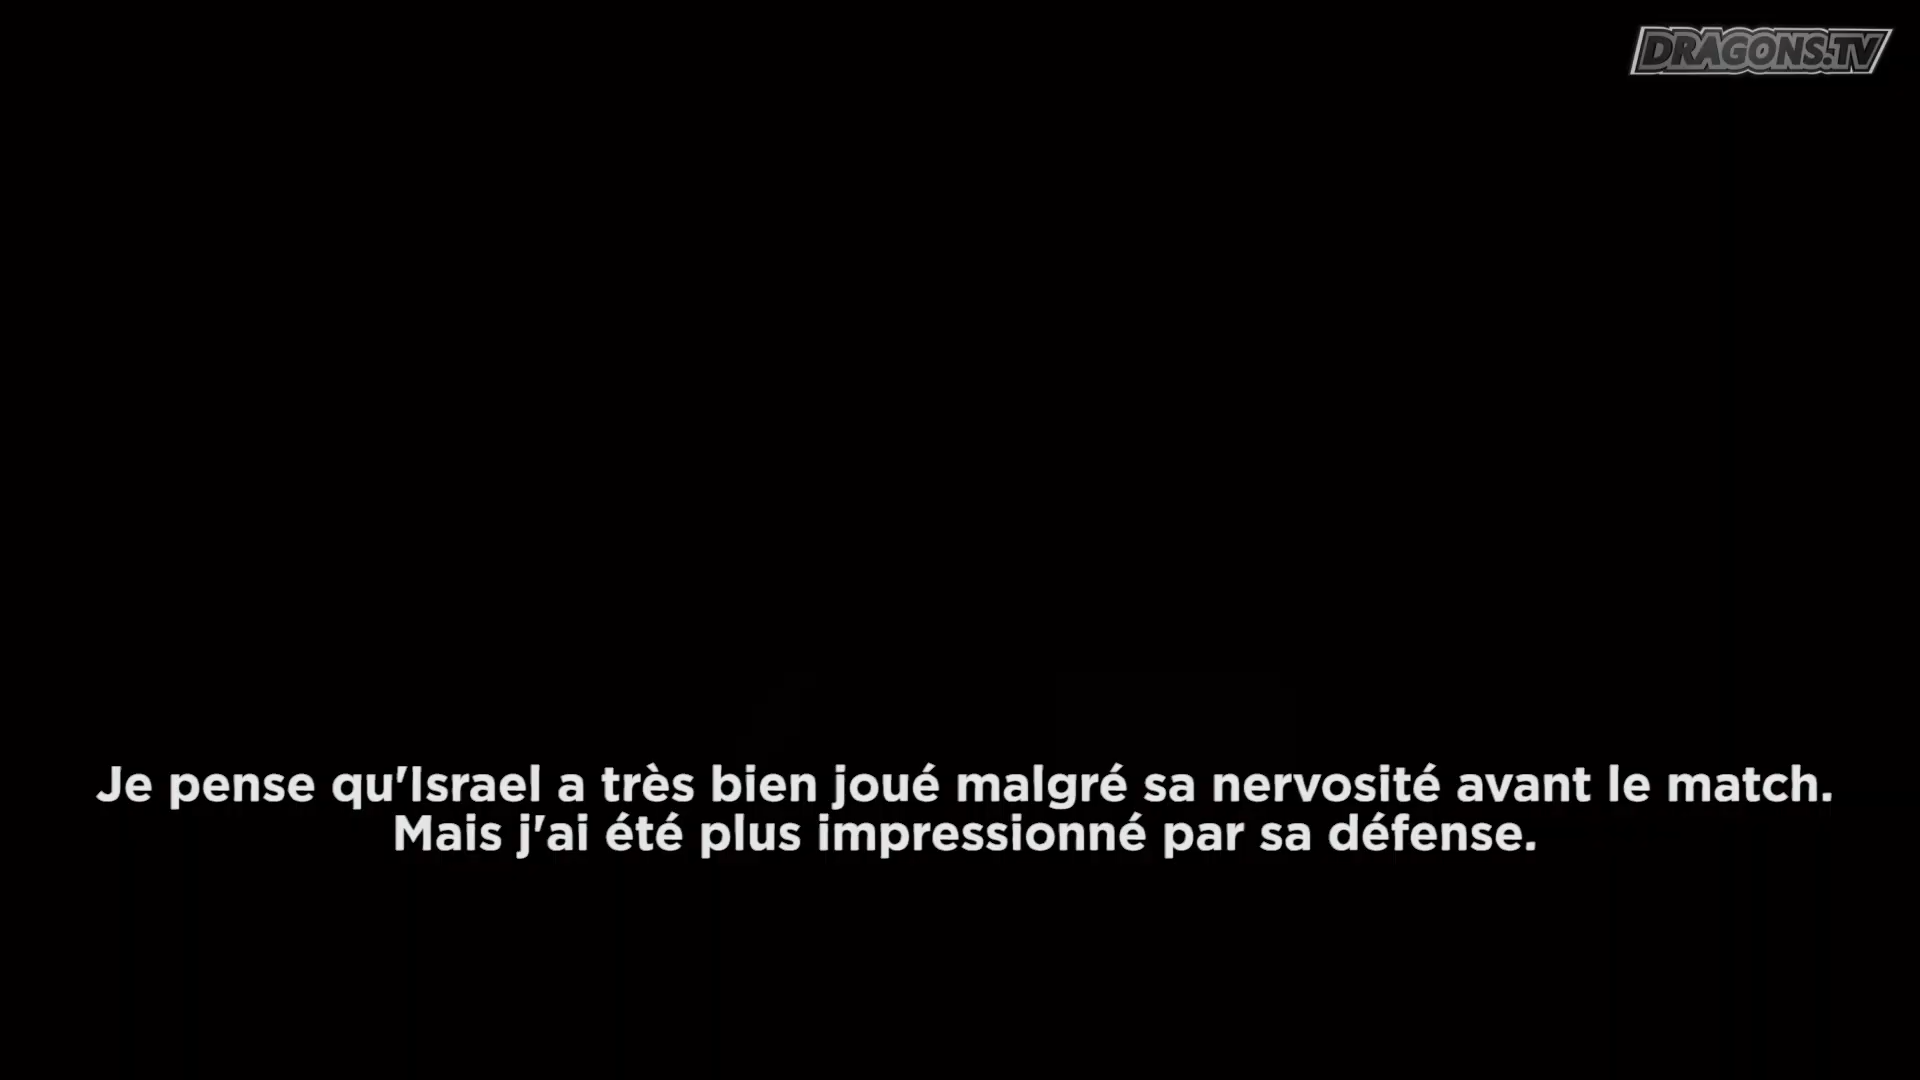 DRAGONS.TV
Je pense qu'Israel a très bien joué malgré sa nervosité avant le match.
Mais j'ai été plus impressionné par sa défense.